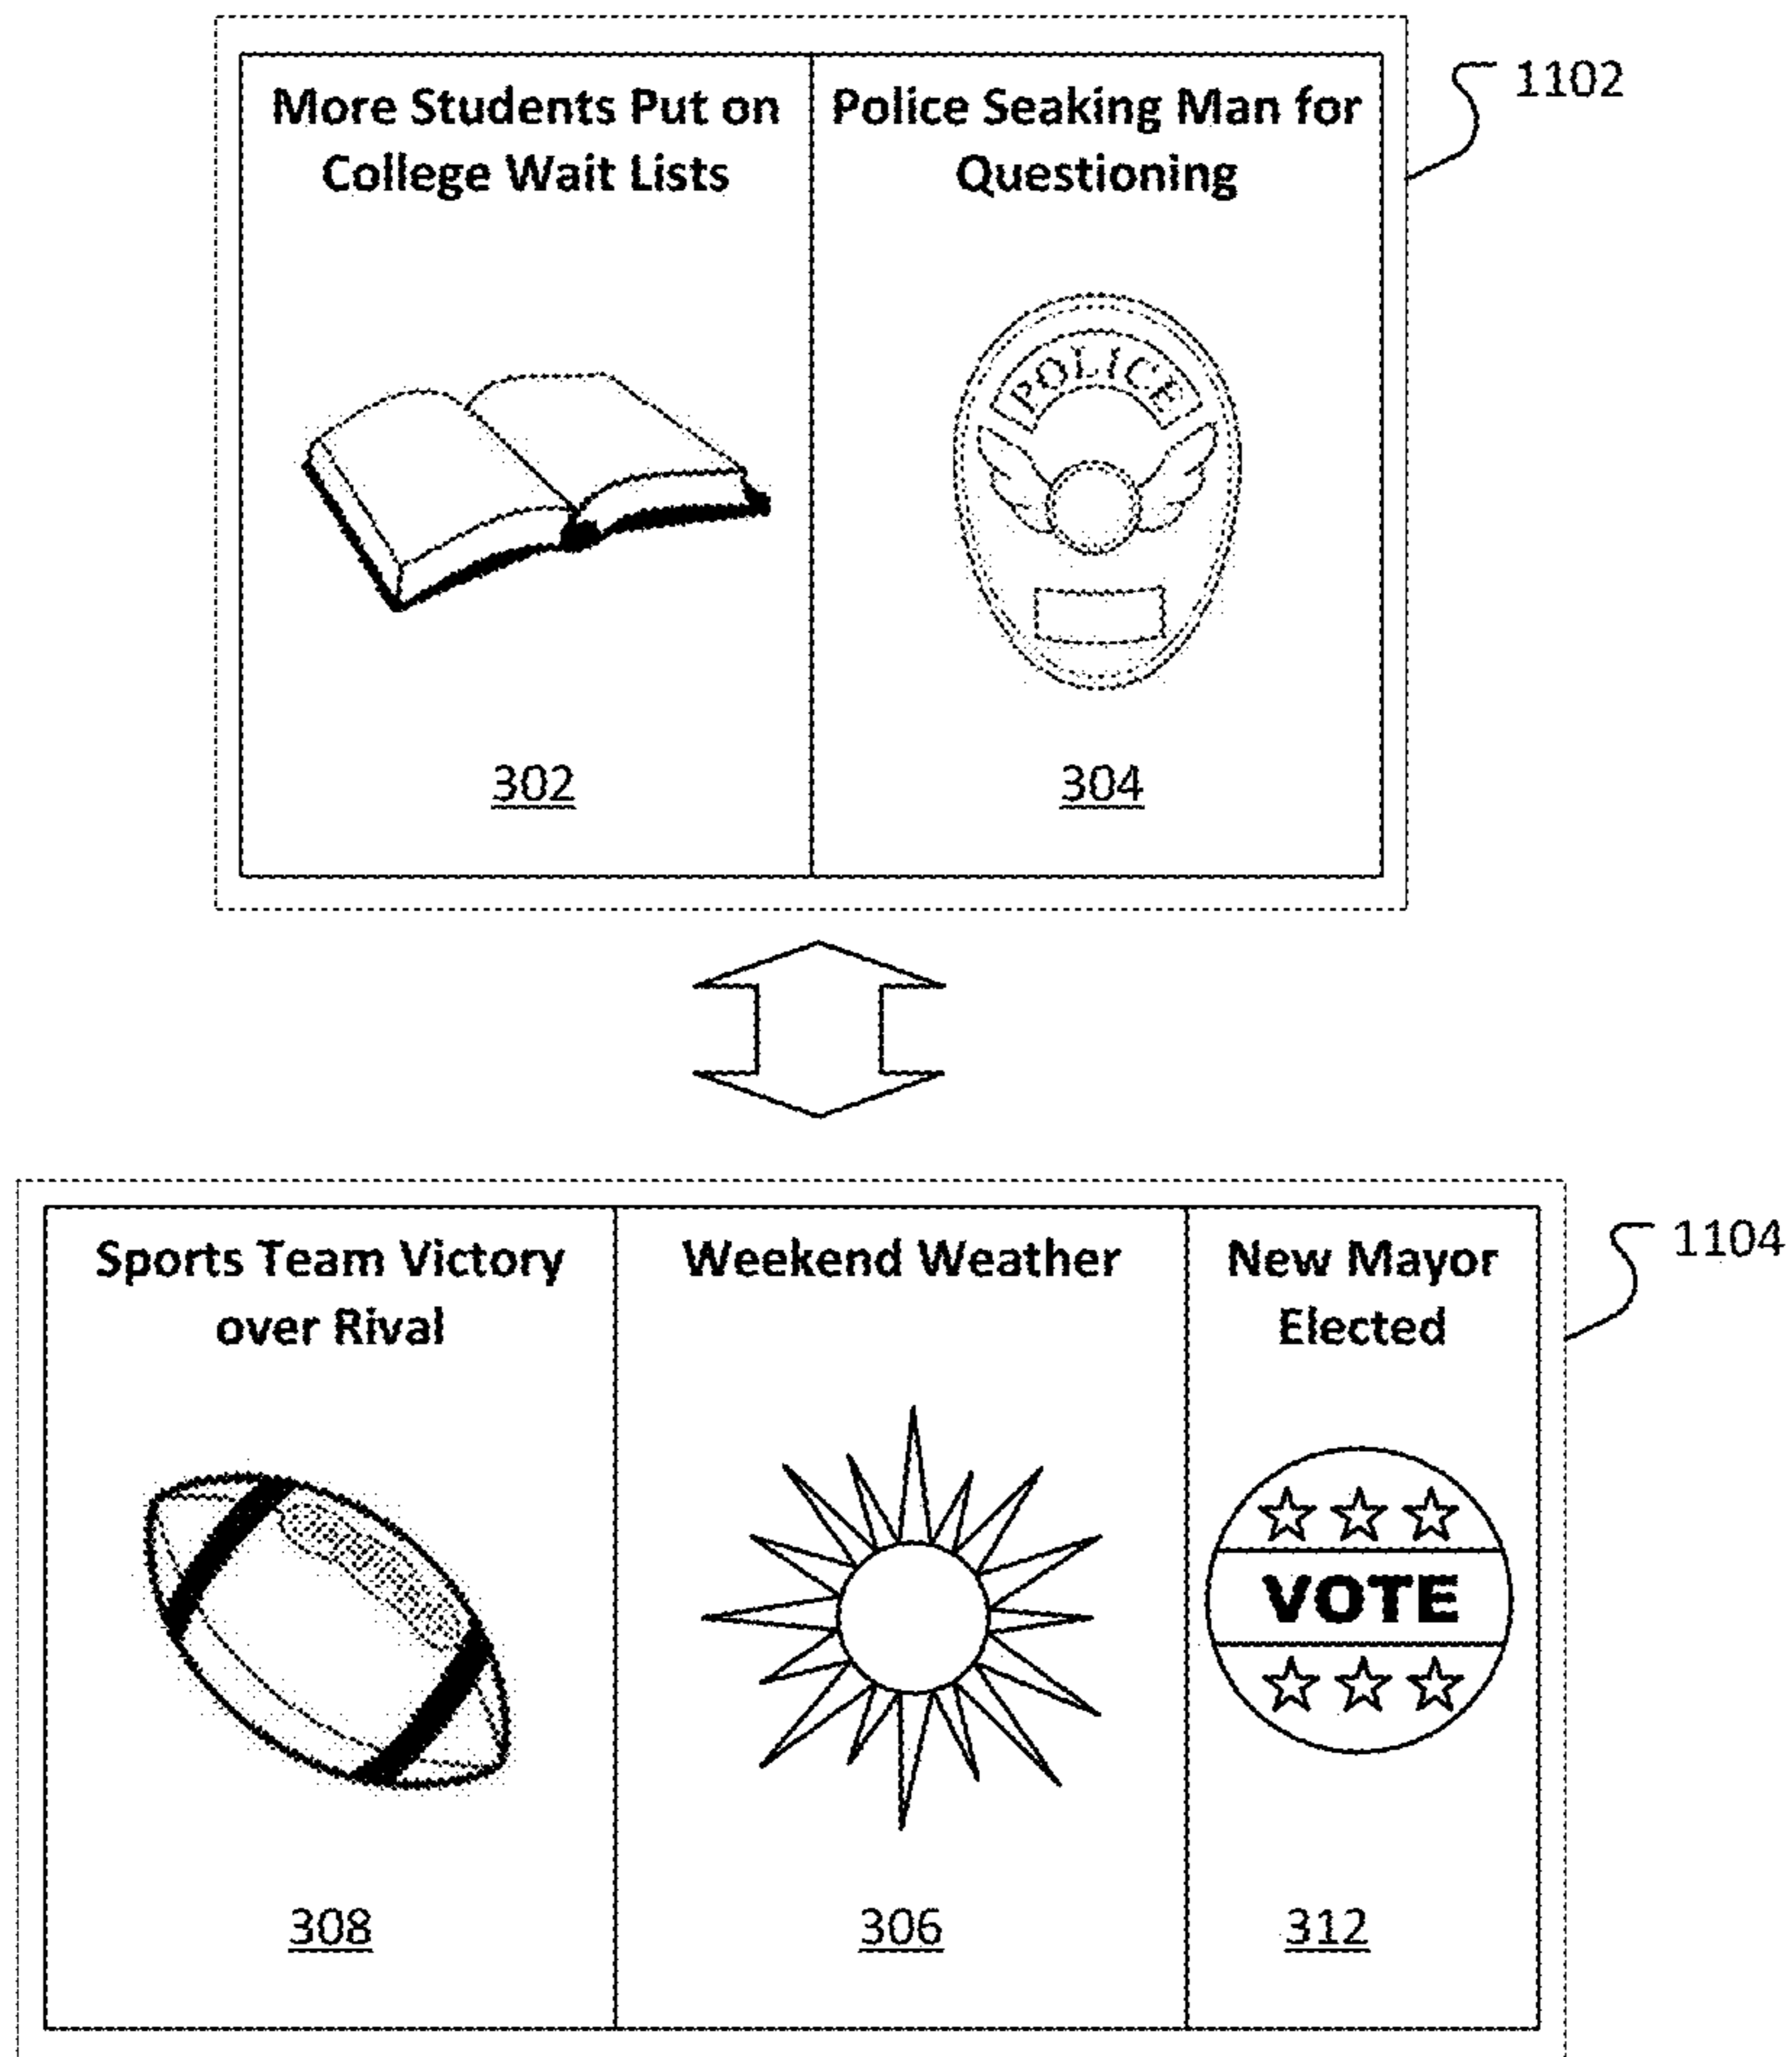 More Students Put on
College Wait Lists
Police Seaking Man for
Questioning
1102
POLICE
302
304
Sports Team Victory
over Rival
Weekend Weather
New Mayor
Elected
1104
VOTE
308
306
312